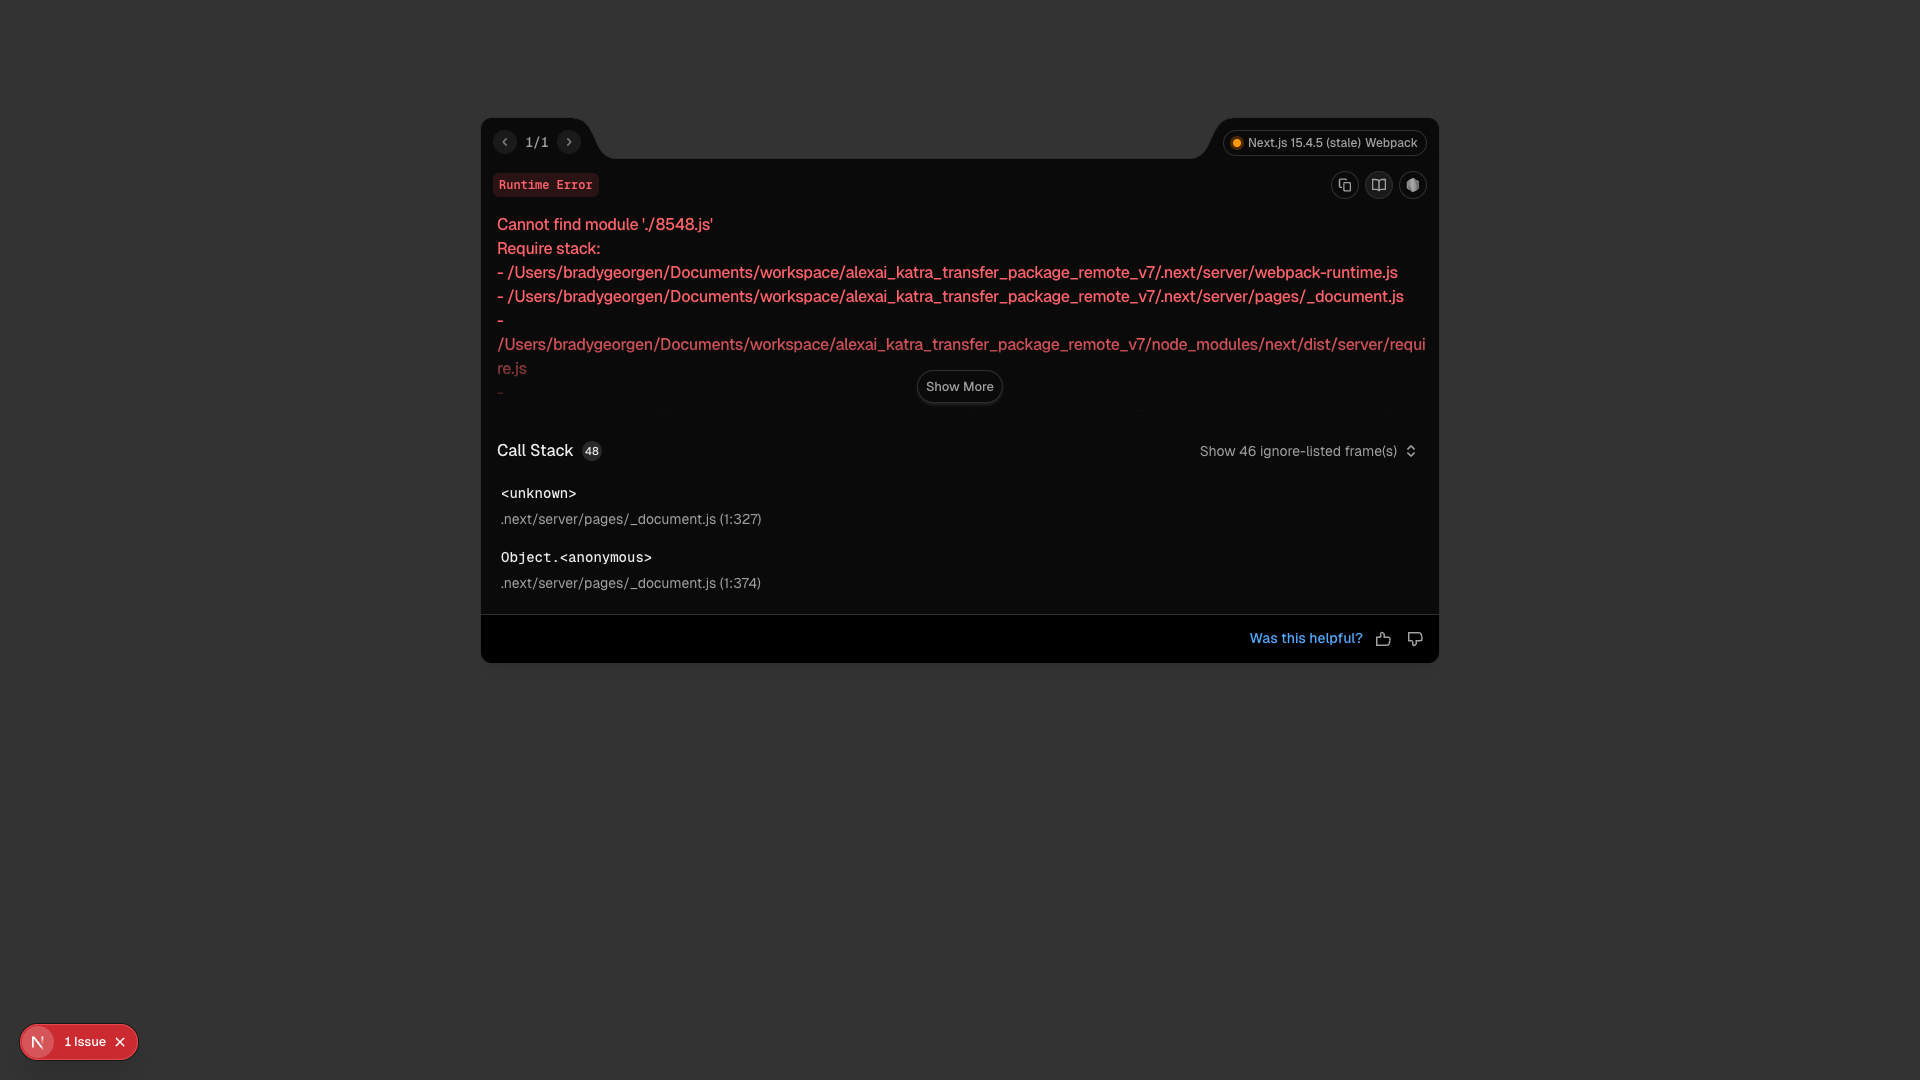 1/1
Next.js 15.4.5 (stale) Webpack
Runtime Error
Cannot find module './8548.js'
Require stack:
- /Users/bradygeorgen/Documents/workspace/alexai_katra_transfer_package_remote_v7/.next/server/webpack-runtime.js
- /Users/bradygeorgen/Documents/workspace/alexai_katra_transfer_package_remote_v7/.next/server/pages/_document.js
-
/Users/bradygeorgen/Documents/workspace/alexai_katra_transfer_package_remote_v7/node_modules/next/dist/server/requi
re.js
-
Show More
Call Stack 48
Show 46 ignore-listed frame(s)
<unknown>
.next/server/pages/_document.js (1:327)
Object.<anonymous>
.next/server/pages/_document.js (1:374)
Was this helpful?
N 1 Issue